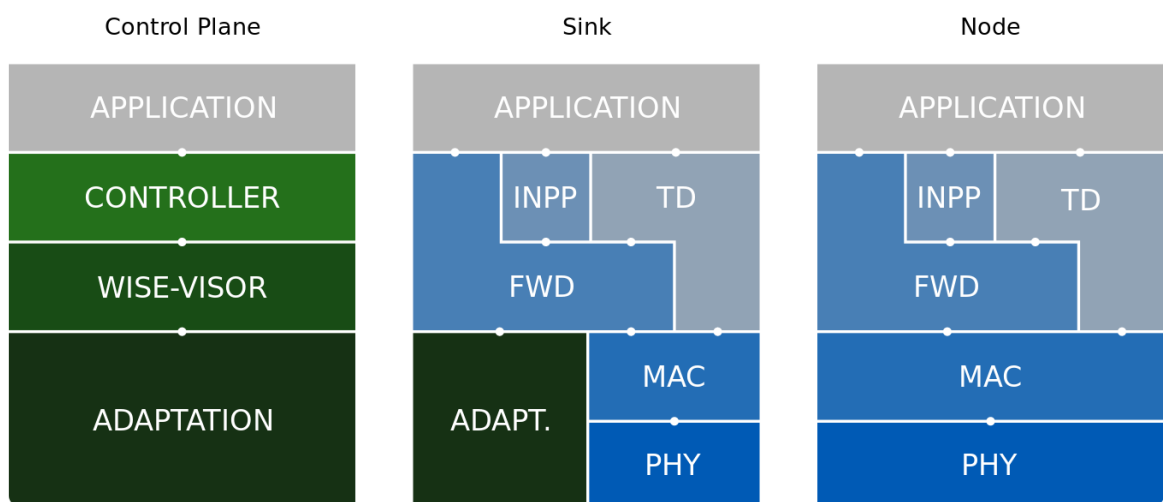 Control Plane
APPLICATION
CONTROLLER
WISE-VISOR
ADAPTATION
Sink
APPLICATION
INPP
TD
FWD
ADAPT.
MAC
PHY
Node
APPLICATION
INPP
TD
FWD
MAC
PHY